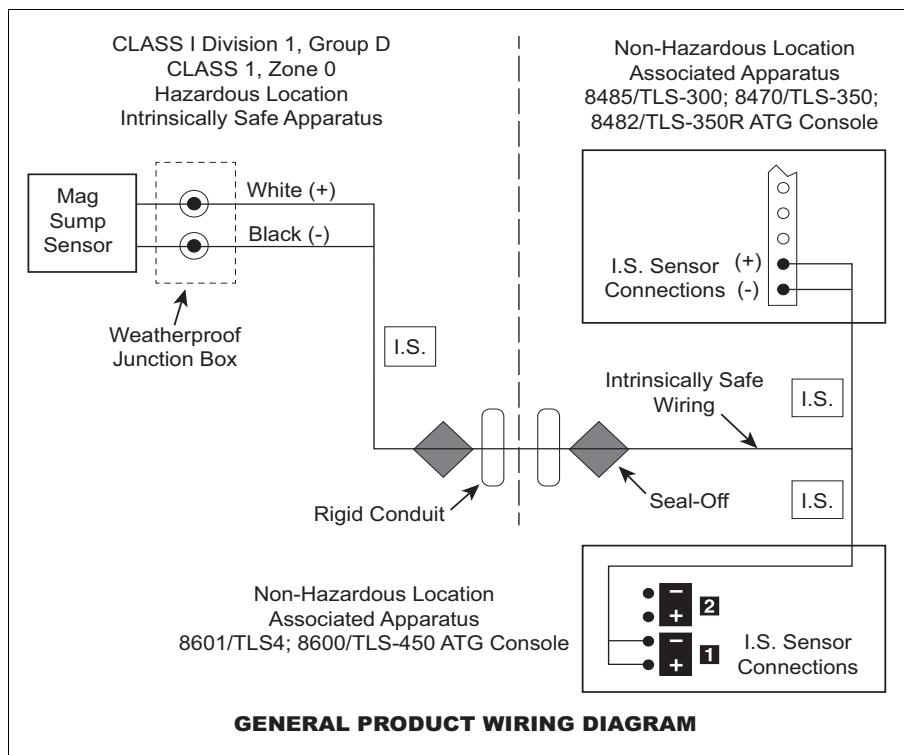 CLASS I Division 1, Group D
CLASS 1, Zone 0
Hazardous Location
Intrinsically Safe Apparatus
Non-Hazardous Location
Associated Apparatus
8485/TLS-300; 8470/TLS-350;
8482/TLS-350R ATG Console
Mag
Sump
Sensor
White (+)
Black (-)
Weatherproof
Junction Box
I.S. Sensor
Connections
(+)
(-)
I.S.
Intrinsically Safe
Wiring
I.S.
Rigid Conduit
Seal-Off
I.S.
Non-Hazardous Location
Associated Apparatus
8601/TLS4; 8600/TLS-450 ATG Console
−
+
2
−
+
1
I.S. Sensor
Connections
GENERAL PRODUCT WIRING DIAGRAM